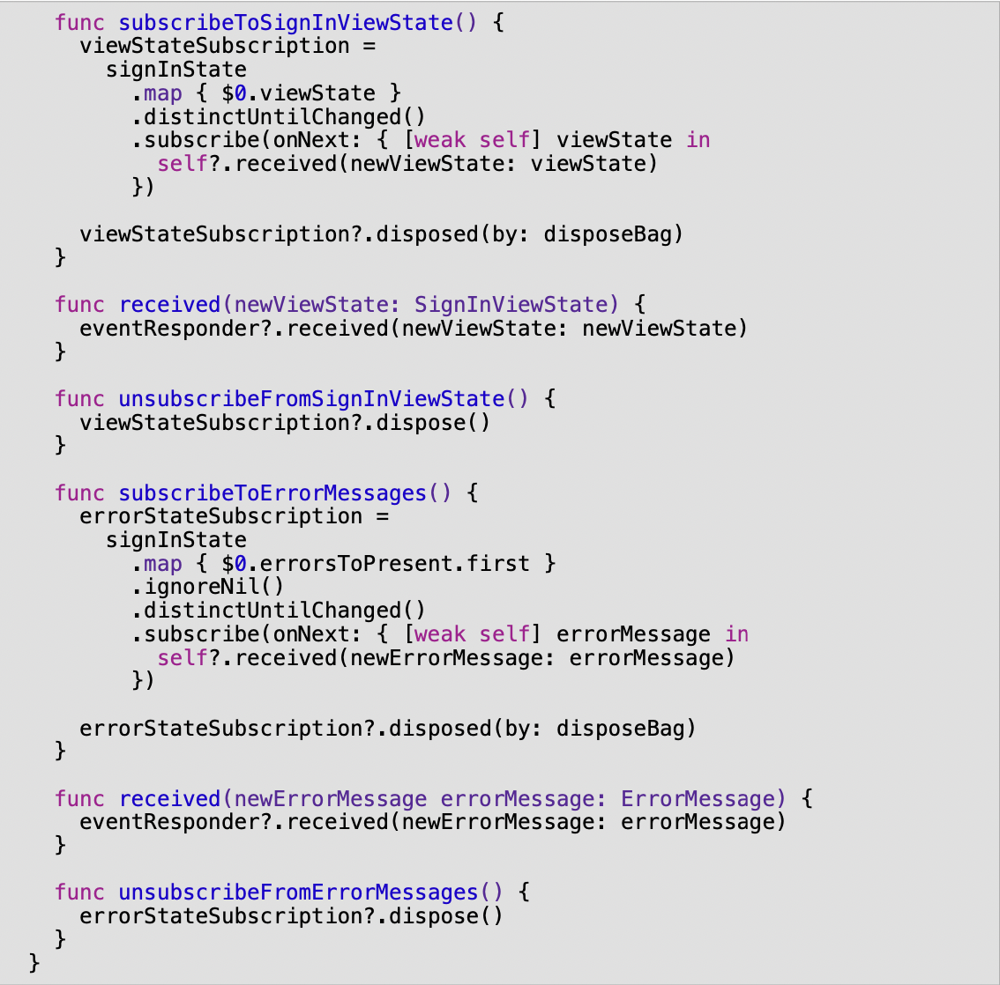 func subscribeToSignInViewState() {
viewStateSubscription =
signInState
.map { $0.viewState }
.distinctUntilChanged()
.subscribe(onNext: { [weak self] viewState in
self?.received(newViewState: viewState)
})
viewStateSubscription?.disposed(by: disposeBag)
}
func received(newViewState: SignInViewState) {
eventResponder?.received(newViewState: newViewState)
}
func unsubscribeFromSignInViewState() {
viewStateSubscription?.dispose()
}
func subscribeToErrorMessages() {
errorStateSubscription =
signInState
.map { $0.errorsToPresent.first }
.ignoreNil()
.distinctUntilChanged()
.subscribe(onNext: { [weak self] errorMessage in
self?.received(newErrorMessage: errorMessage)
})
errorStateSubscription?.disposed(by: disposeBag)
}
func received(newErrorMessage errorMessage: ErrorMessage) {
eventResponder?.received(newErrorMessage: errorMessage)
}
func unsubscribeFromErrorMessages() {
errorStateSubscription?.dispose()
}
}